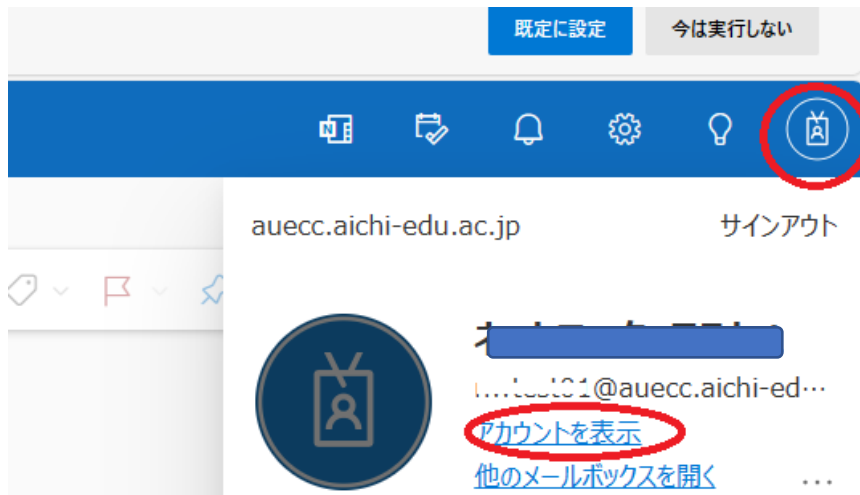 既定に設定 今は実行しない
auecc.aichi-edu.ac.jp サインアウト
@auecc.aichi-ed…
アカウントを表示
他のメールボックスを開く …